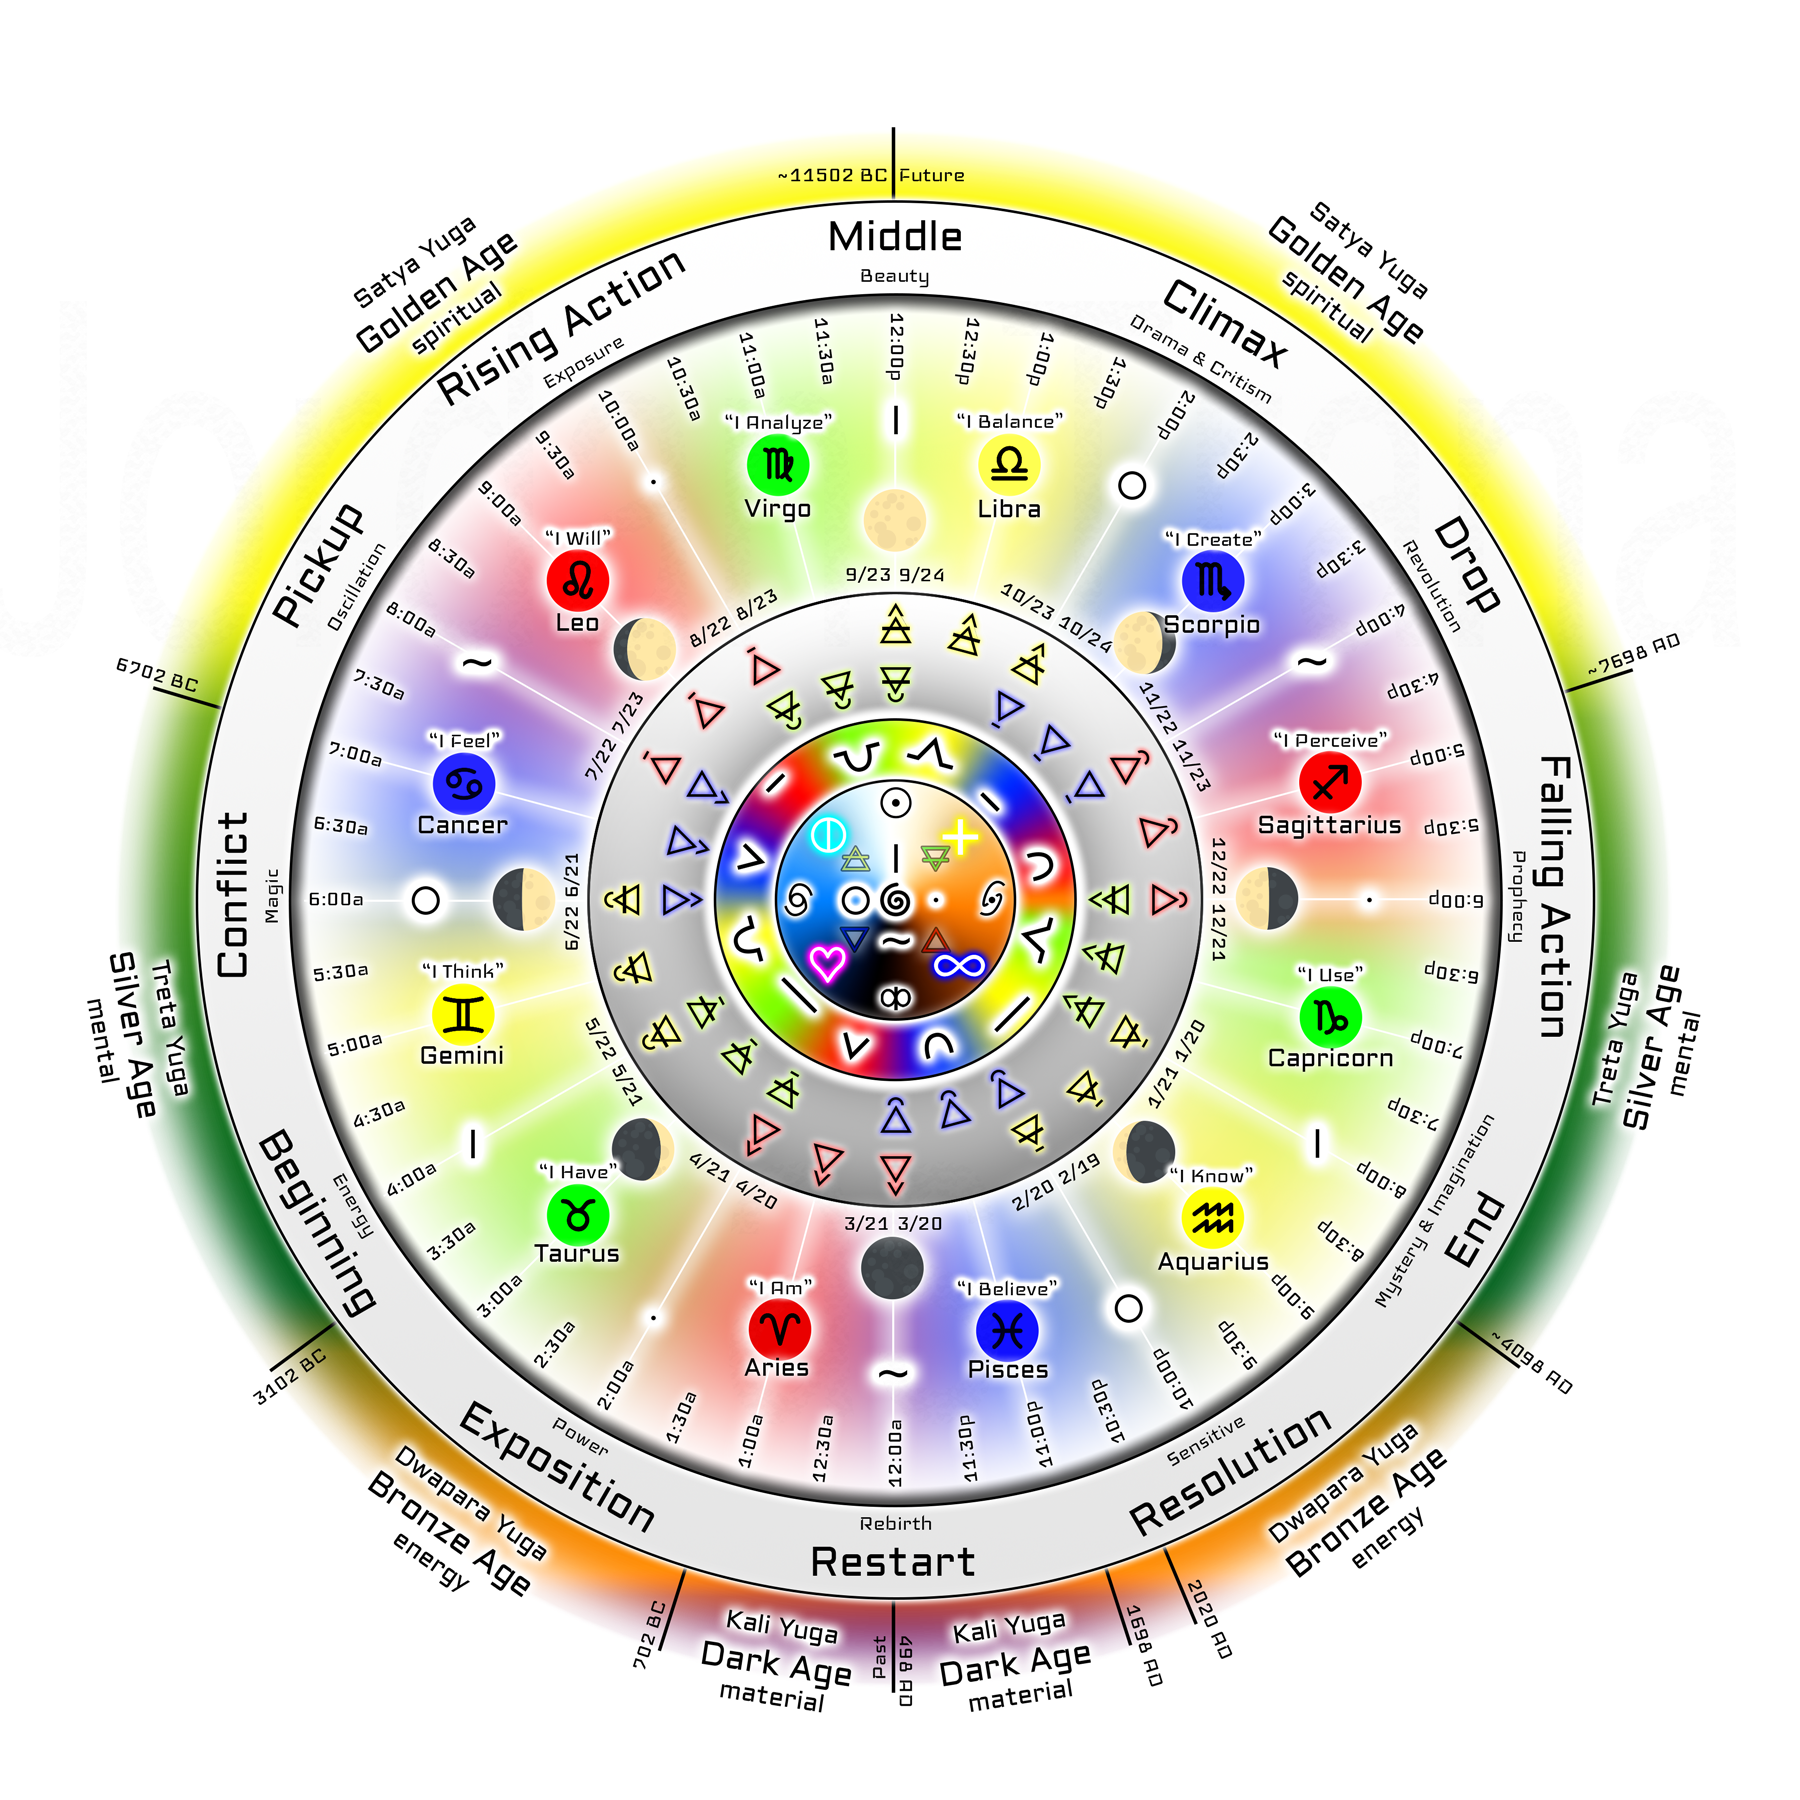 ~11502 BC
Future
Satya Yuga
Golden Age
spiritual
Satya Yuga
Golden Age
spiritual
~7698 AD
Treta Yuga
Silver Age
mental
~4098 AD
Dwapara Yuga
Bronze Age
energy
2020 AD
1698 AD
Kali Yuga
Dark Age
material
498 AD
Past
Kali Yuga
Dark Age
material
702 BC
Dwapara Yuga
Bronze Age
energy
3102 BC
Treta Yuga
Silver Age
mental
6702 BC
Middle
Beauty
Climax
Drama & Critism
Drop
Revolution
Falling Action
Prophecy
End
Mystery & Imagination
Resolution
Sensitive
Restart
Rebirth
Exposition
Power
Beginning
Energy
Conflict
Magic
Pickup
Oscillation
Rising Action
Exposure
12:00p
12:30p
1:00p
1:30p
2:00p
2:30p
3:00p
3:30p
4:00p
4:30p
5:00p
5:30p
6:00p
6:30p
7:00p
7:30p
8:00p
8:30p
9:00p
9:30p
10:00p
10:30p
11:00p
11:30p
12:00a
12:30a
1:00a
1:30a
2:00a
2:30a
3:00a
3:30a
4:00a
4:30a
5:00a
5:30a
6:00a
6:30a
7:00a
7:30a
8:00a
8:30a
9:00a
9:30a
10:00a
10:30a
11:00a
11:30a
“I Analyze”
Virgo
“I Balance”
Libra
“I Create”
Scorpio
“I Perceive”
Sagittarius
“I Use”
Capricorn
“I Know”
Aquarius
“I Believe”
Pisces
“I Am”
Aries
“I Have”
Taurus
“I Think”
Gemini
“I Feel”
Cancer
“I Will”
Leo
9/23 9/24
10/23 10/24
11/22 11/23
12/22 12/21
1/21 1/20
2/20 2/19
3/21 3/20
4/21 4/20
5/22 5/21
6/22 6/21
7/22 7/23
8/22 8/23